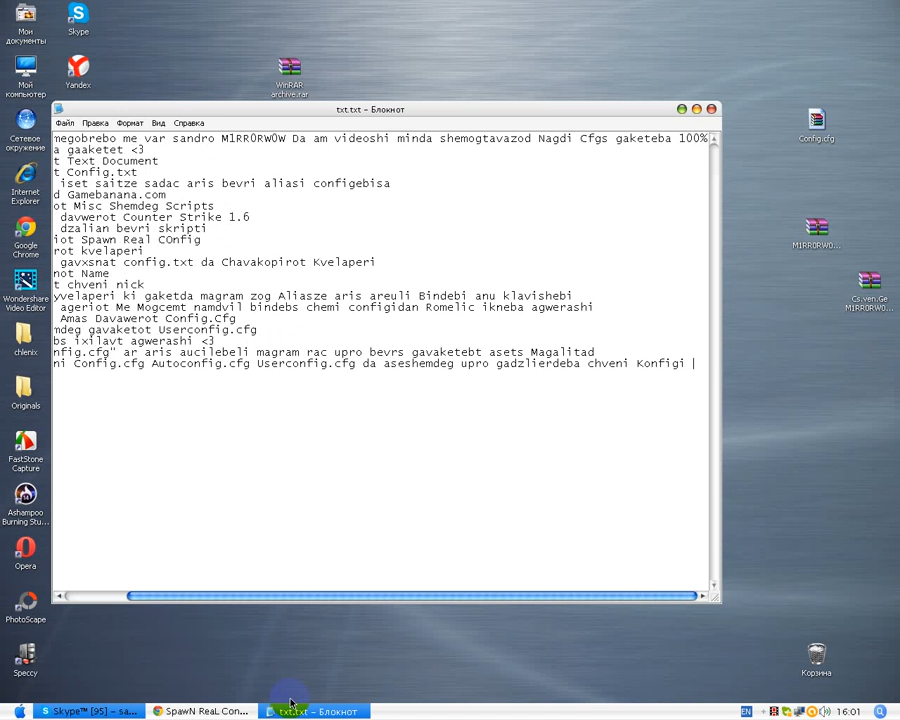 Мои документы
Skype
Мой компьютер
Yandex
WinRAR archive.rar
Сетевое окружение
Internet Explorer
Google Chrome
Wondershare Video Editor
chlenix
Originals
FastStone Capture
Ashampoo Burning Stu...
Opera
PhotoScape
Speccy
Config.cfg
M1RR0RW0...
Cs.ven.Ge M1RR0RW0...
Корзина
txt.txt – Блокнот
Файл Правка Формат Вид Справка
megobrebo me var sandro M1RR0RW0W Da am videoshi minda shemogtavazod Nagdi Cfgs gaketeba 100%
a gaaketet <3
t Text Document
t Config.txt
iset saitze sadac aris bevri aliasi configebisa
d Gamebanana.com
ot Misc Shemdeg Scripts
davwerot Counter Strike 1.6
dzalian bevri skripti
iot Spawn Real COnfig
rot kvelaperi
gavxsnat config.txt da Chavakopirot Kvelaperi
not Name
t chveni nick
yvelaperi ki gaketda magram zog Aliasze aris areuli Bindebi anu klavishebi
ageriot Me Mogcemt namdvil bindebs chemi configidan Romelic ikneba agwerashi
Amas Davawerot Config.Cfg
mdeg gavaketot Userconfig.cfg
bs ixilavt agwerashi <3
nfig.cfg" ar aris aucilebeli magram rac upro bevrs gavaketebt asets Magalitad
ni Config.cfg Autoconfig.cfg Userconfig.cfg da aseshemdeg upro gadzlierdeba chveni Konfigi
Skype™ [95] – sa...
SpawN ReaL Con...
txt.txt – Блокнот
EN
16:01